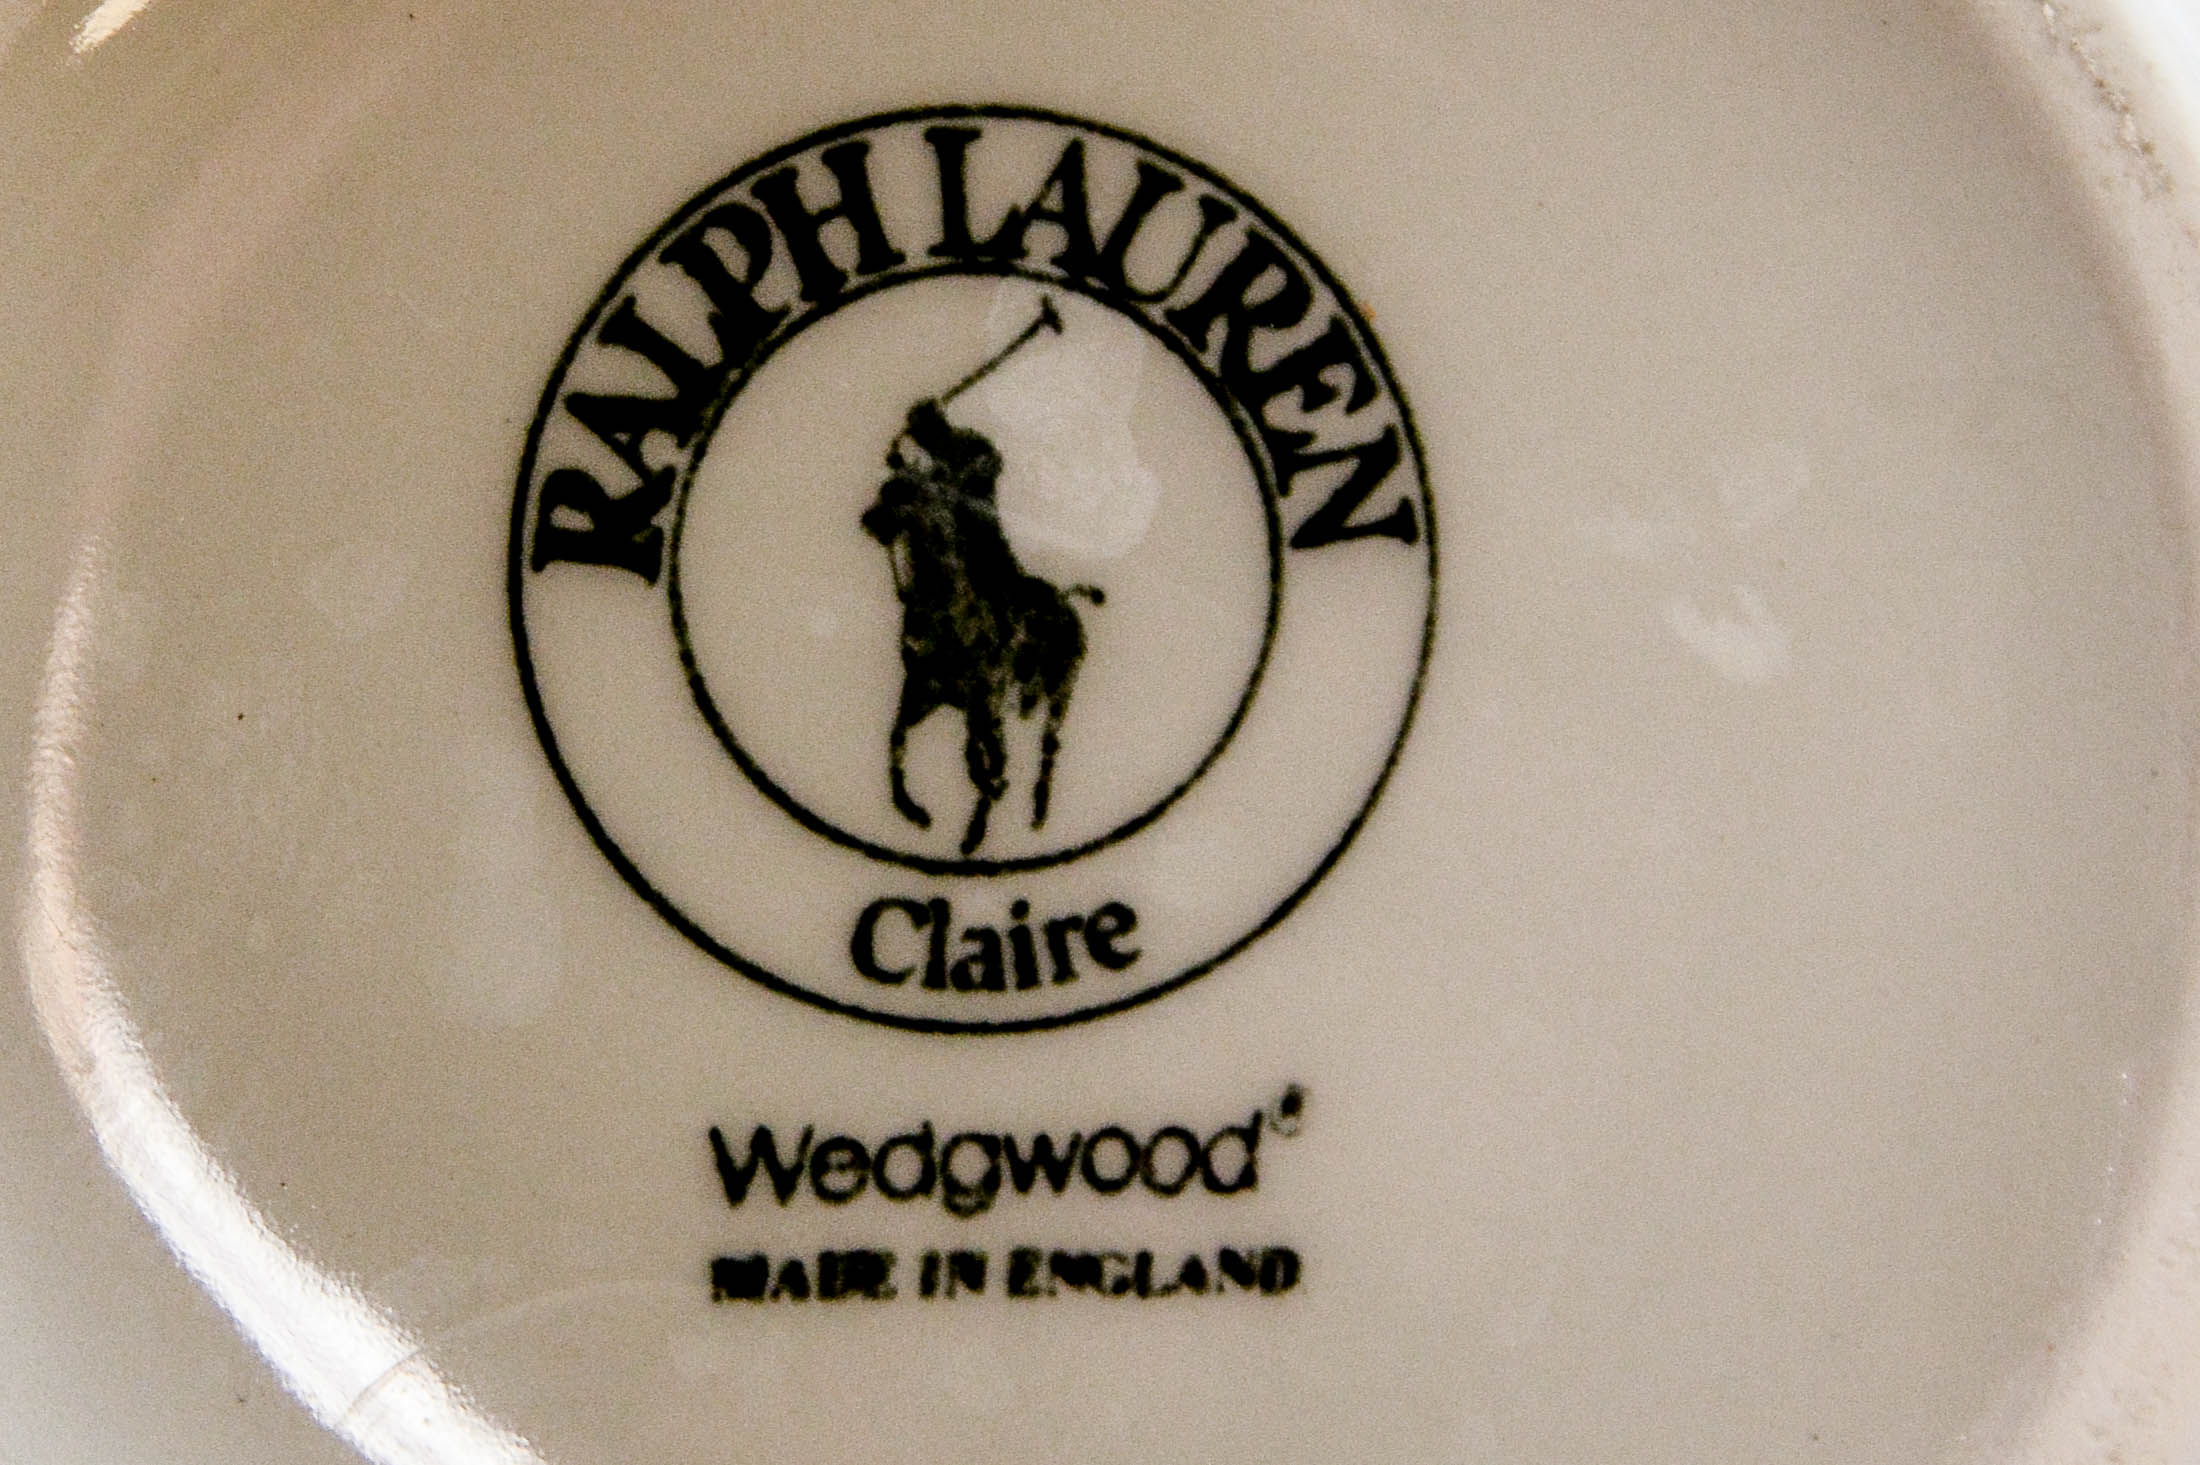 RALPH LAUREN
Claire
Wedgwood®
MADE IN ENGLAND